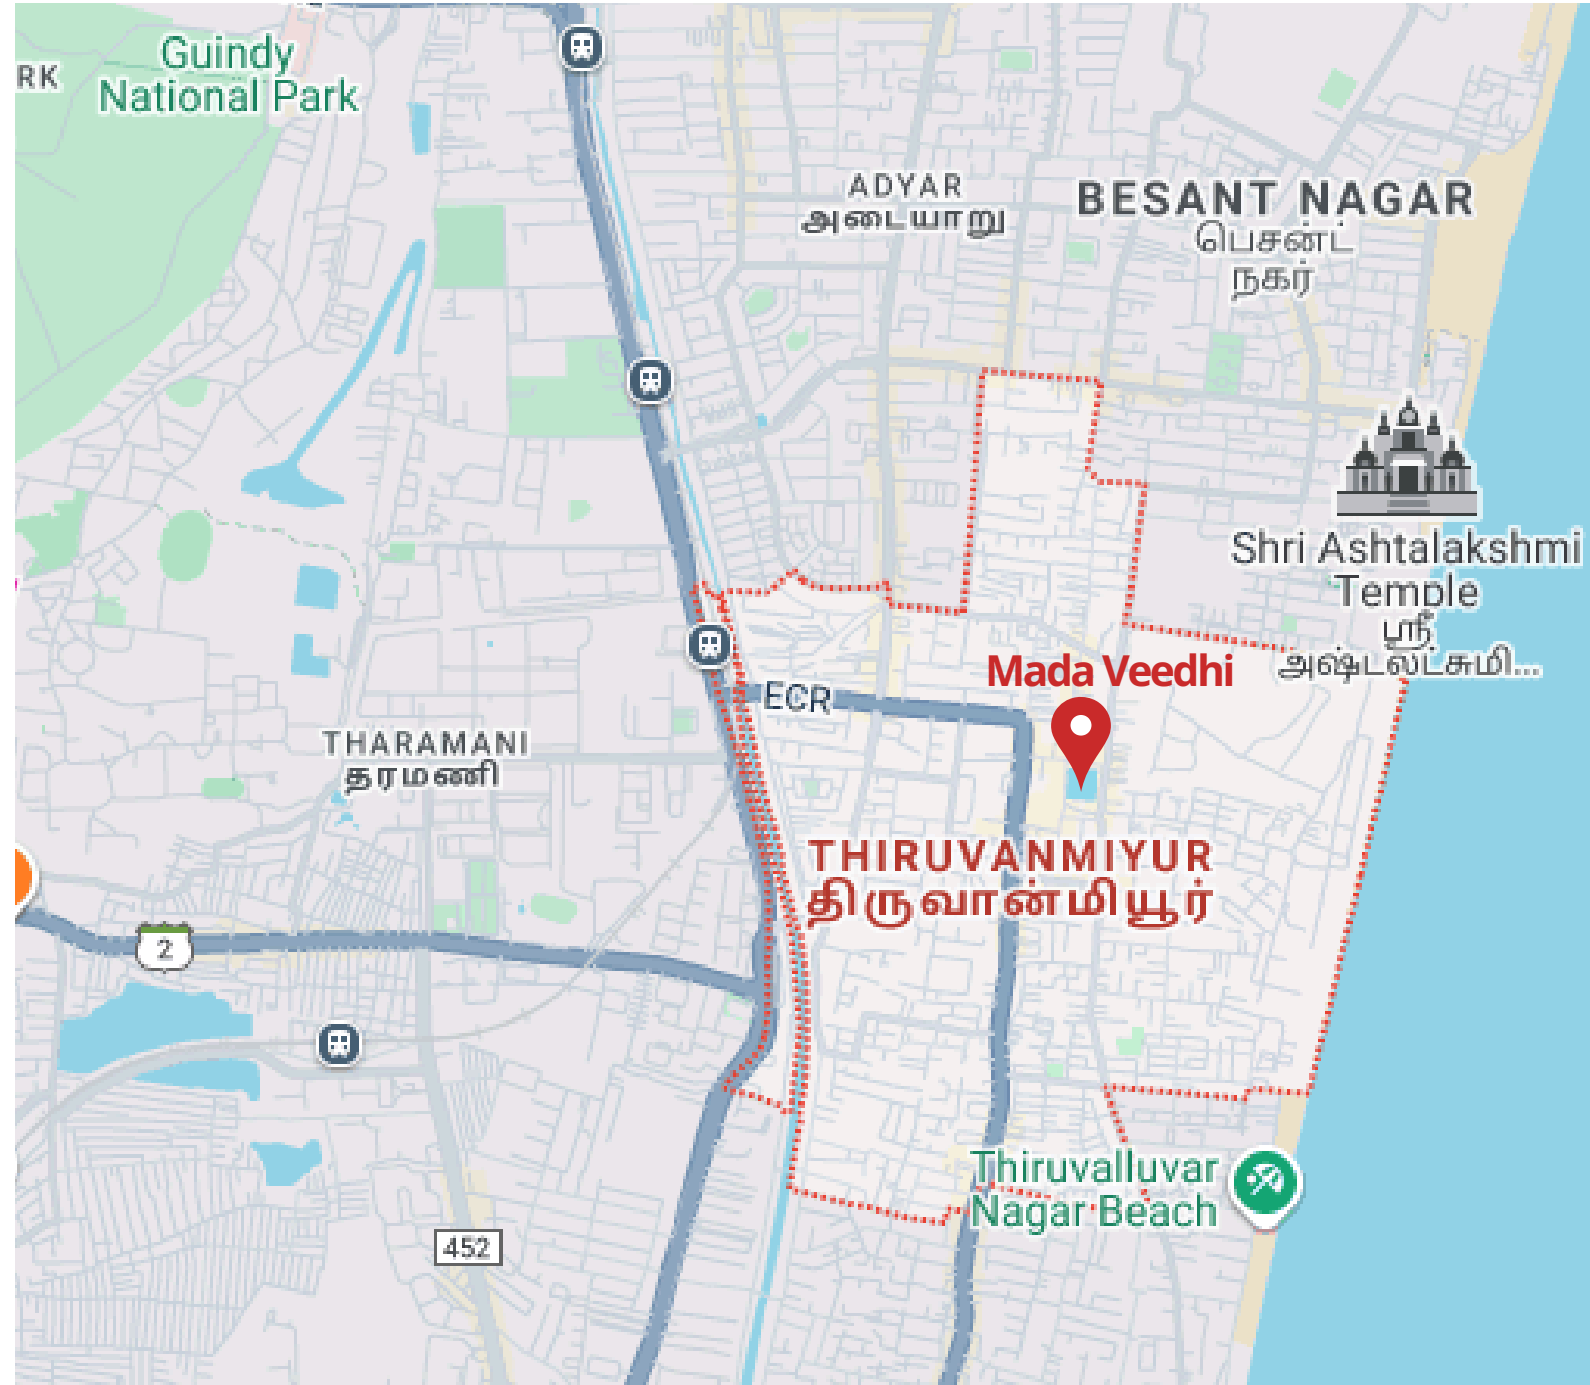 Guindy
National Park
RK
ADYAR
அடையாறு
BESANT NAGAR
பெசன்ட்
நகர்
Shri Ashtalakshmi
Temple
ஸ்ரீ
அஷ்டலட்சுமி...
Mada Veedhi
ECR
THARAMANI
தரமணி
THIRUVANMIYUR
திருவான்மியூர்
2
Thiruvalluvar
Nagar Beach
452